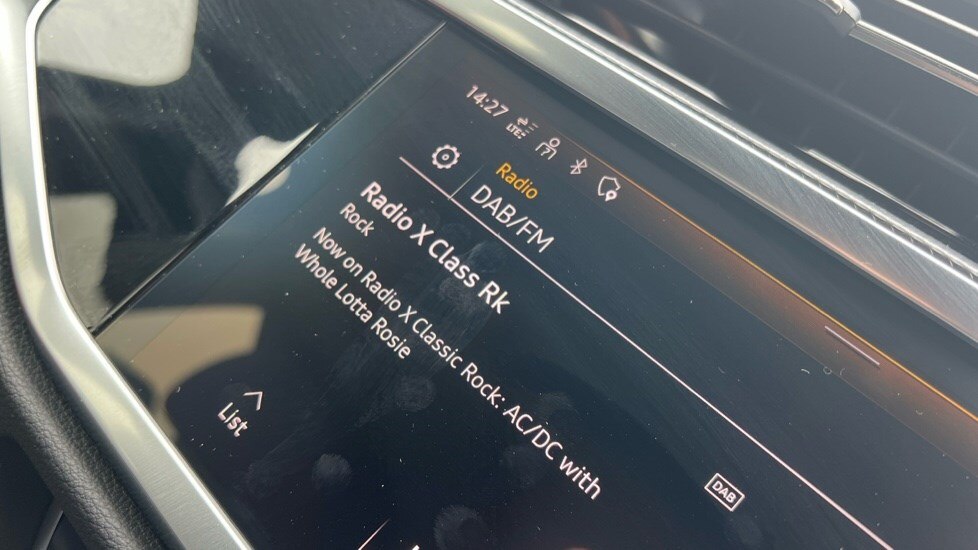 14:27
LTE
Radio
DAB/FM
Radio X Class Rk
Rock
Now on Radio X Classic Rock: AC/DC with
Whole Lotta Rosie
List
DAB